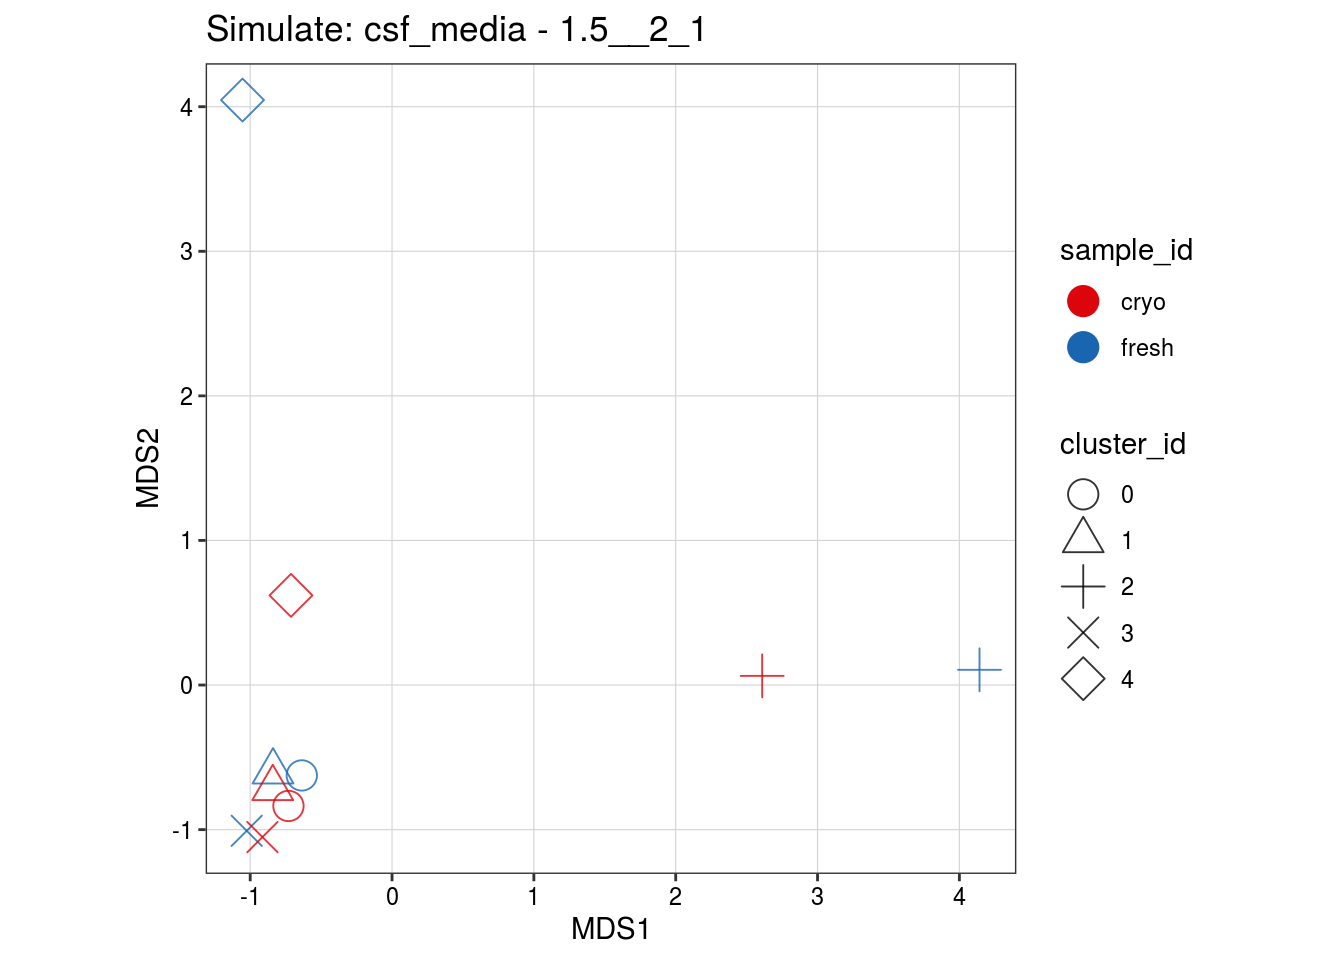 Simulate: csf_media - 1.5__2_1
MDS2
4
3
2
1
0
-1
-1
0
1
2
3
4
MDS1
sample_id
cryo
fresh
cluster_id
0
1
2
3
4